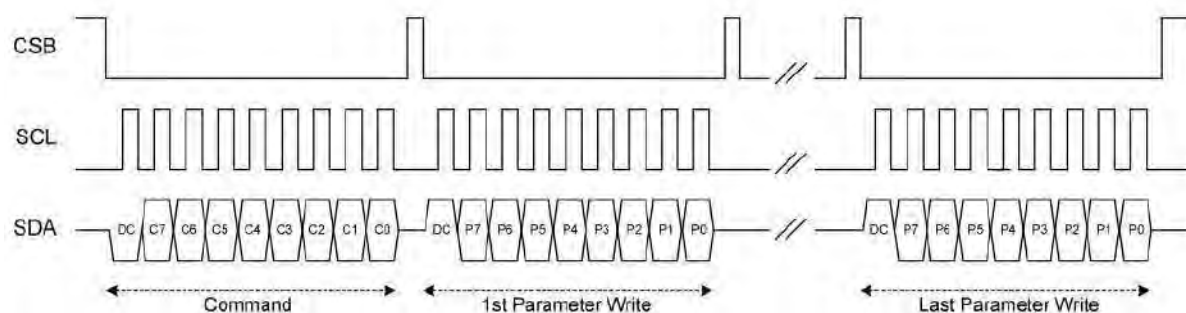 CSB
SCL
SDA DC C7 C6 C5 C4 C3 C2 C1 C0 DC P7 P6 P5 P4 P3 P2 P1 P0 DC P7 P6 P5 P4 P3 P2 P1 P0
Command 1st Parameter Write Last Parameter Write